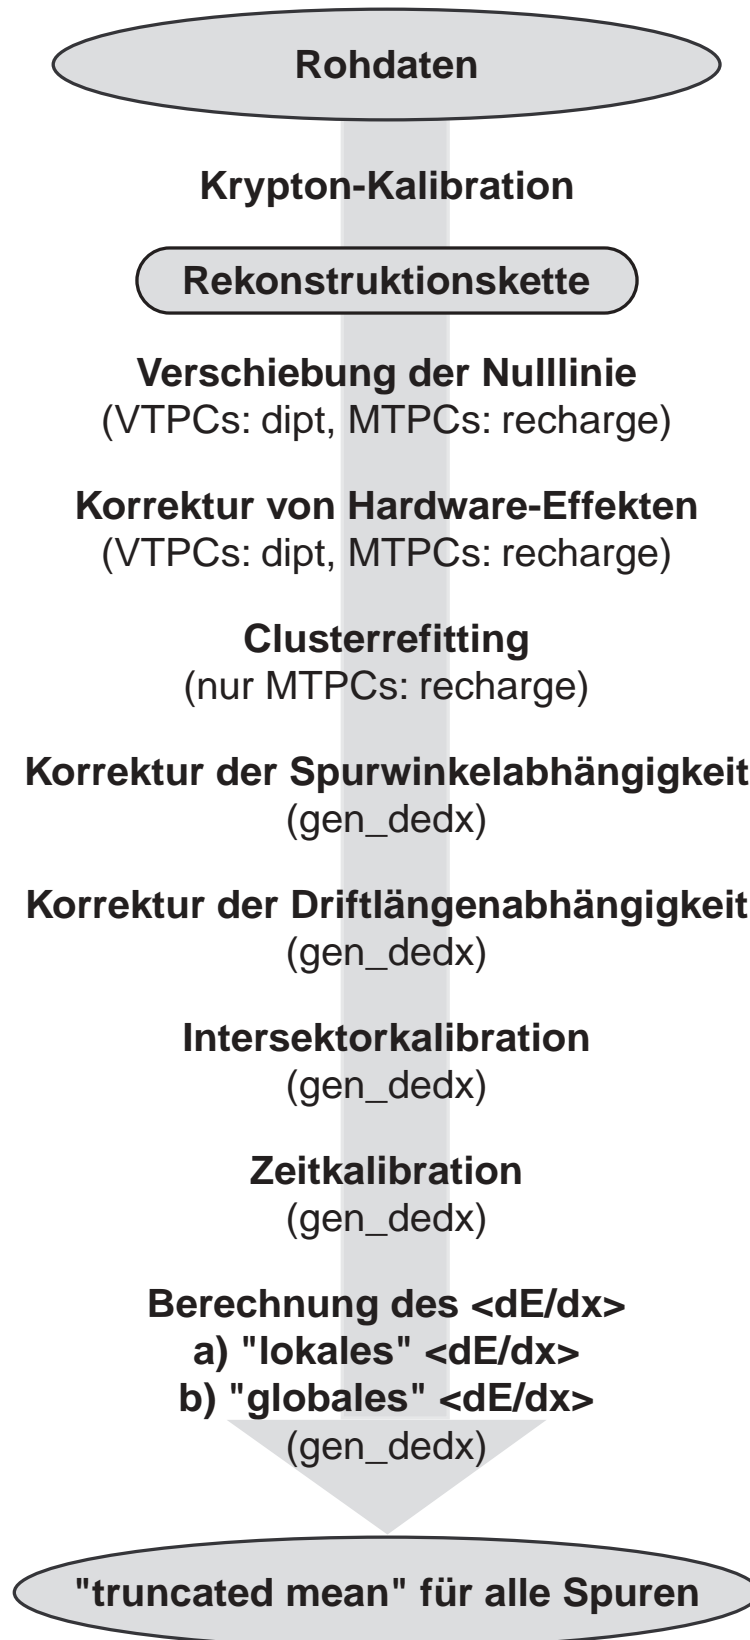 Rohdaten
Krypton-Kalibration
Rekonstruktionskette
Verschiebung der Nulllinie
(VTPCs: dipt, MTPCs: recharge)
Korrektur von Hardware-Effekten
(VTPCs: dipt, MTPCs: recharge)
Clusterrefitting
(nur MTPCs: recharge)
Korrektur der Spurwinkelabhängigkeit
(gen_dedx)
Korrektur der Driftlängenabhängigkeit
(gen_dedx)
Intersektorkalibration
(gen_dedx)
Zeitkalibration
(gen_dedx)
Berechnung des <dE/dx>
a) "lokales" <dE/dx>
b) "globales" <dE/dx>
(gen_dedx)
"truncated mean" für alle Spuren